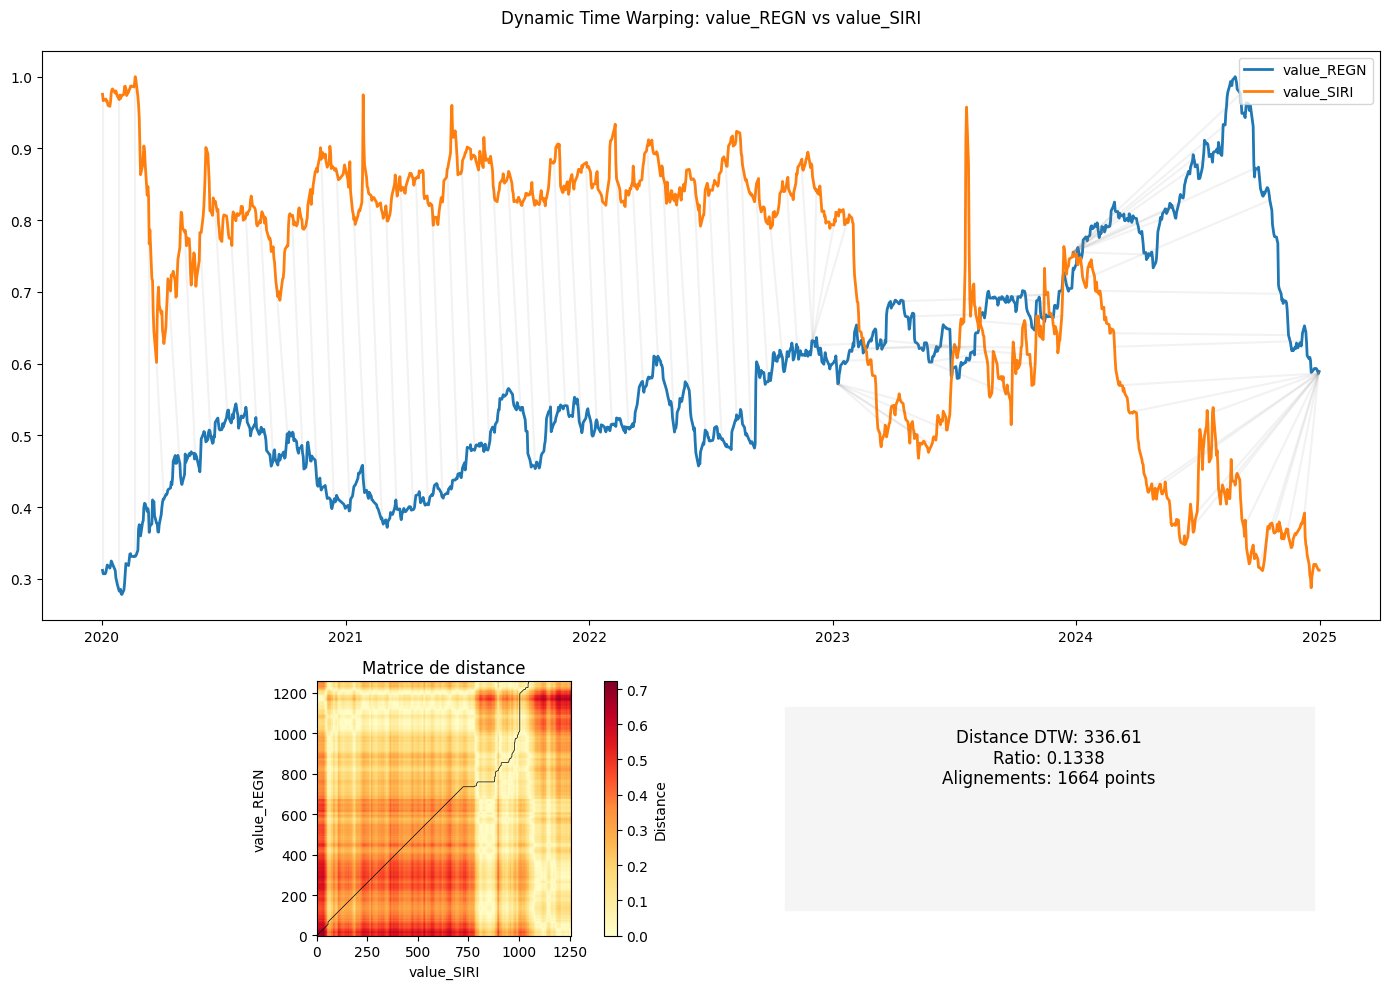 Dynamic Time Warping: value_REGN vs value_SIRI
value_REGN
value_SIRI
1.0
0.9
0.8
0.7
0.6
0.5
0.4
0.3
2020 2021 2022 2023 2024 2025
Matrice de distance
value_REGN
1200
1000
800
600
400
200
0
0 250 500 750 1000 1250
value_SIRI
0.7
0.6
0.5
0.4
0.3
0.2
0.1
0.0
Distance
Distance DTW: 336.61
Ratio: 0.1338
Alignements: 1664 points